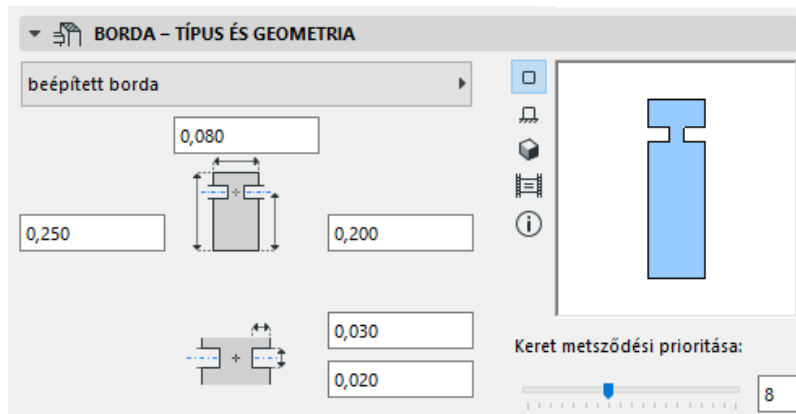 BORDA – TÍPUS ÉS GEOMETRIA
beépített borda
0,080
0,250
0,200
0,030
0,020
Keret metsződési prioritása:
8